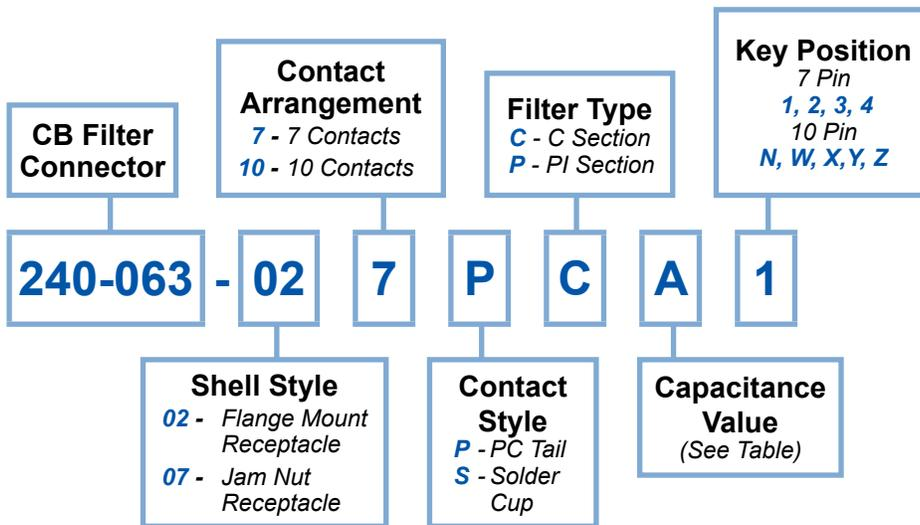 CB Filter
Connector
Contact
Arrangement
7 - 7 Contacts
10 - 10 Contacts
Filter Type
C - C Section
P - PI Section
Key Position
7 Pin
1, 2, 3, 4
10 Pin
N, W, X,Y, Z
240-063 - 02 7 P C A 1
Shell Style
02 - Flange Mount
Receptacle
07 - Jam Nut
Receptacle
Contact
Style
P - PC Tail
S - Solder
Cup
Capacitance
Value
(See Table)